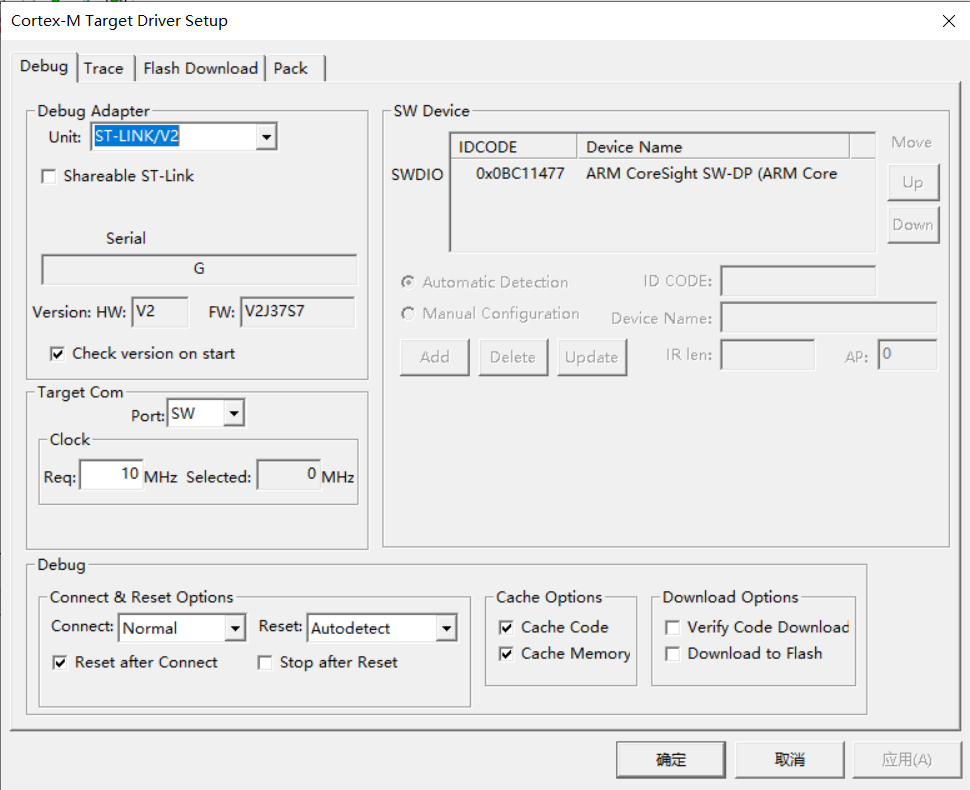 Cortex-M Target Driver Setup
Debug Trace Flash Download Pack
Debug Adapter
Unit: ST-LINK/V2
Shareable ST-Link
Serial
G
Version: HW: V2 FW: V2J37S7
Check version on start
Target Com
Port: SW
Clock
Req: 10 MHz Selected: 0 MHz
SW Device
IDCODE Device Name
SWDIO 0x0BC11477 ARM CoreSight SW-DP (ARM Core
Move
Up
Down
Automatic Detection
Manual Configuration
ID CODE:
Device Name:
Add Delete Update
IR len:
AP: 0
Debug
Connect & Reset Options
Connect: Normal Reset: Autodetect
Reset after Connect Stop after Reset
Cache Options
Cache Code
Cache Memory
Download Options
Verify Code Download
Download to Flash
确定 取消 应用(A)